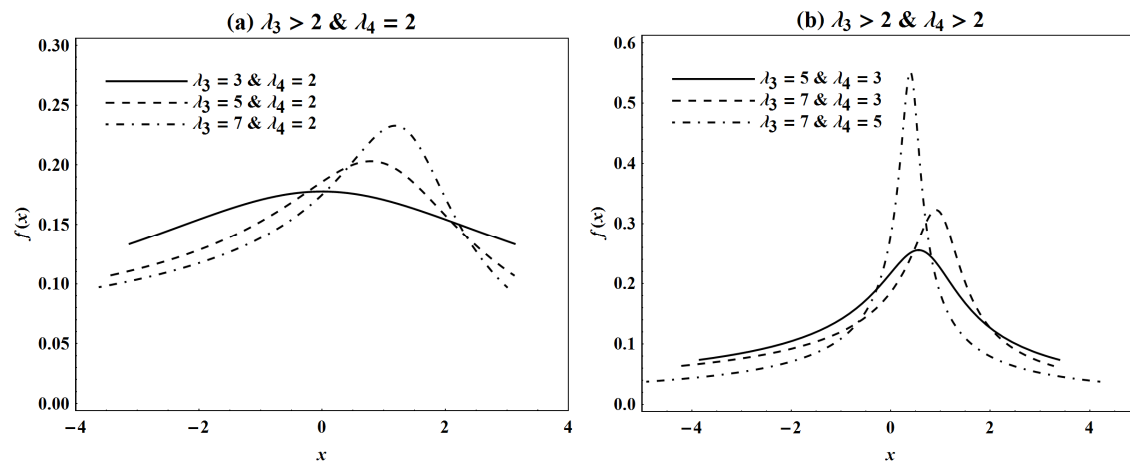 (a) λ₃ > 2 & λ₄ = 2
0.30
0.25
0.20
0.15
0.10
0.05
0.00
f(x)
λ₃ = 3 & λ₄ = 2
λ₃ = 5 & λ₄ = 2
λ₃ = 7 & λ₄ = 2
−4 −2 0 2 4
x
(b) λ₃ > 2 & λ₄ > 2
0.6
0.5
0.4
0.3
0.2
0.1
0.0
f(x)
λ₃ = 5 & λ₄ = 3
λ₃ = 7 & λ₄ = 3
λ₃ = 7 & λ₄ = 5
−4 −2 0 2 4
x